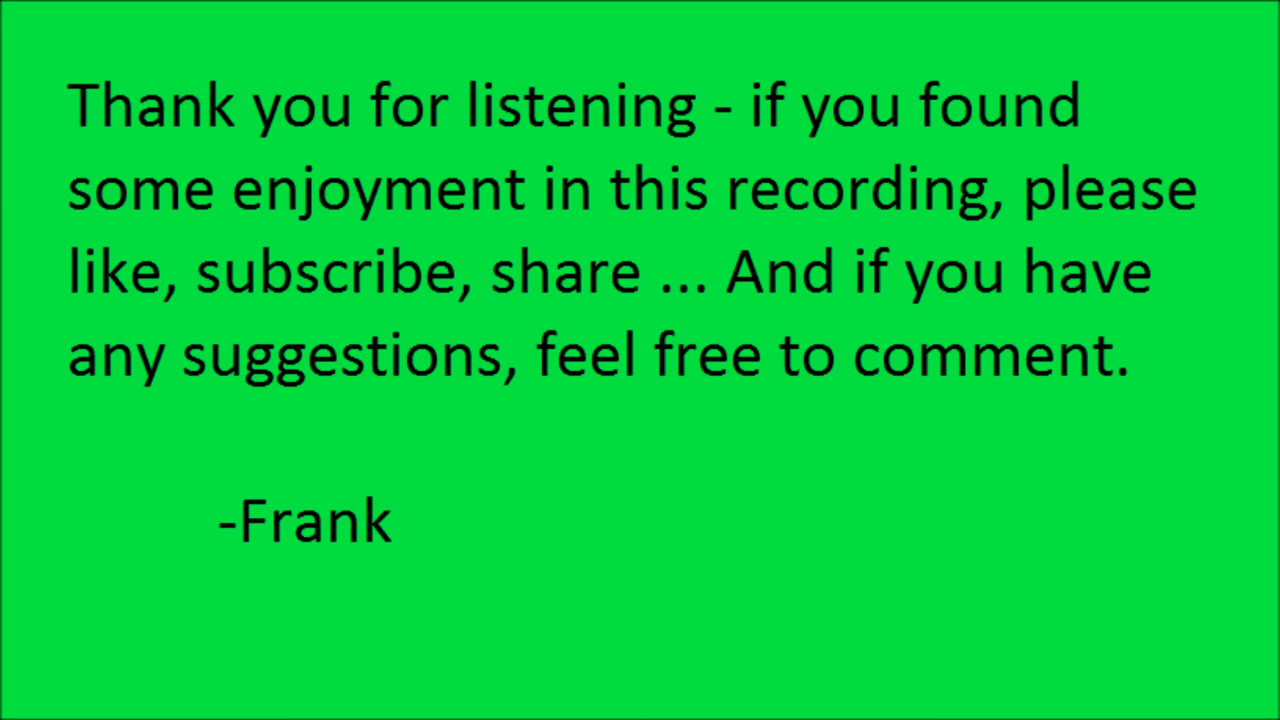 Thank you for listening - if you found
some enjoyment in this recording, please
like, subscribe, share ... And if you have
any suggestions, feel free to comment.
-Frank